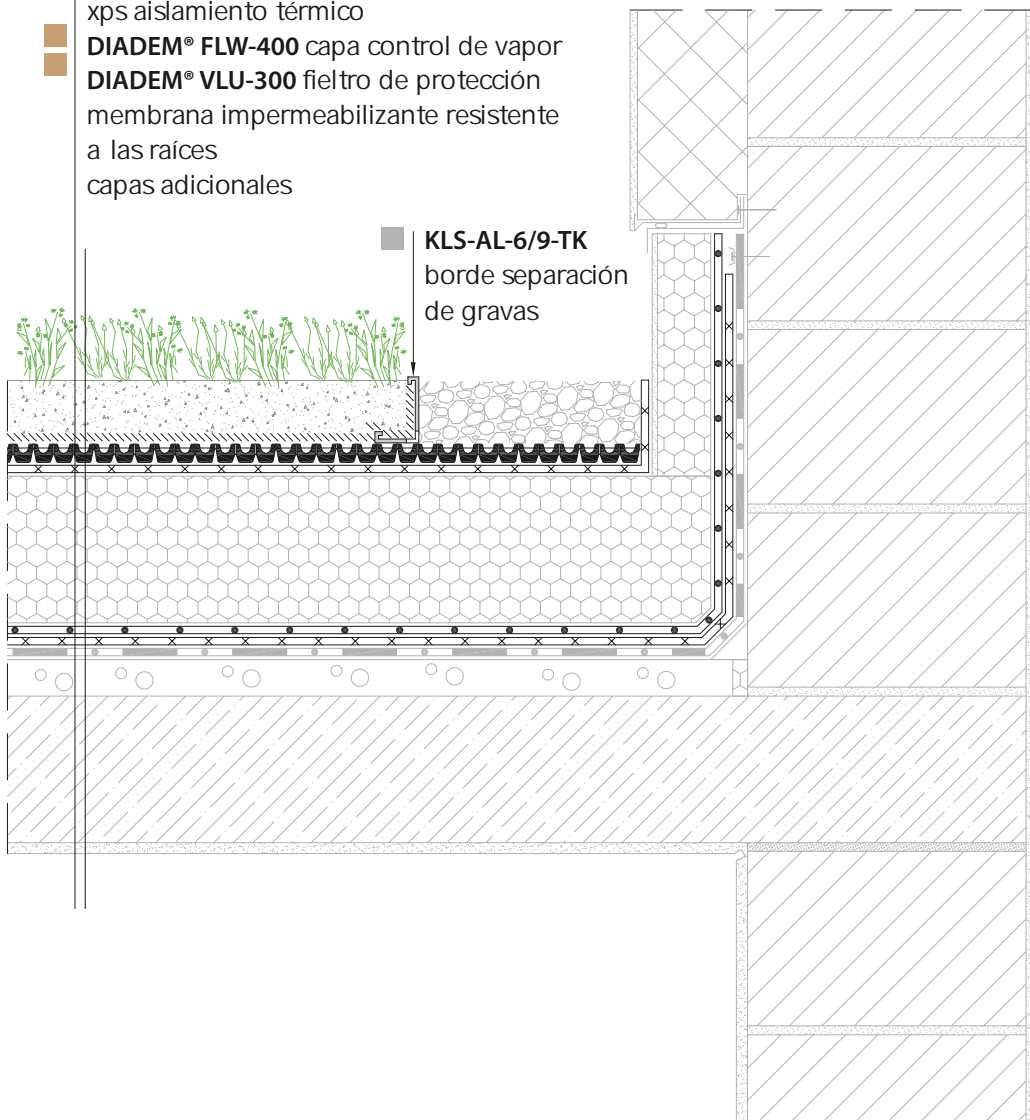 xps aislamiento térmico
DIADEM® FLW-400 capa control de vapor
DIADEM® VLU-300 fieltro de protección
membrana impermeabilizante resistente
a las raíces
capas adicionales
KLS-AL-6/9-TK
borde separación
de gravas